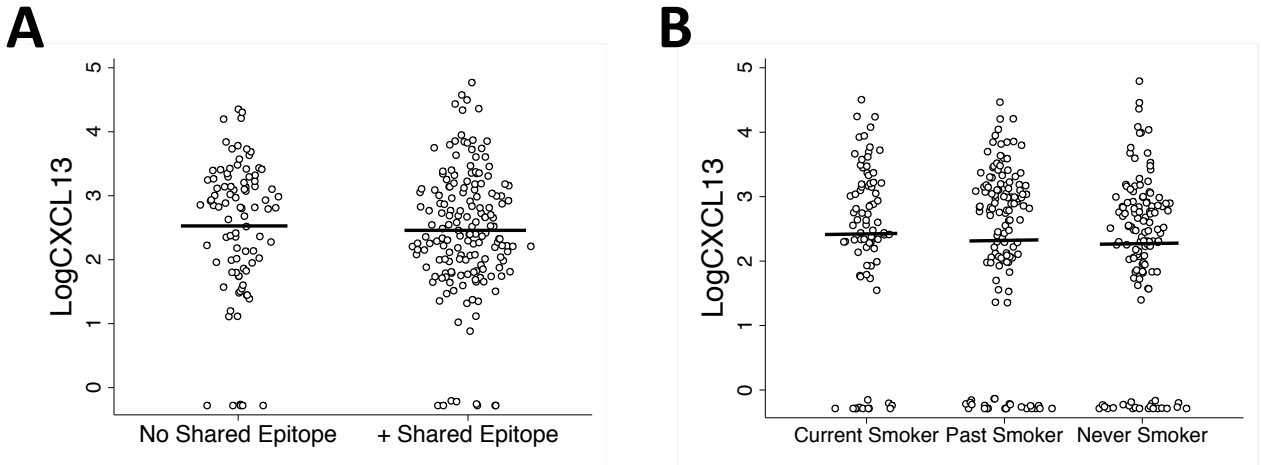 A
LogCXCL13
5
4
3
2
1
0
No Shared Epitope
+ Shared Epitope
B
LogCXCL13
5
4
3
2
1
0
Current Smoker
Past Smoker
Never Smoker